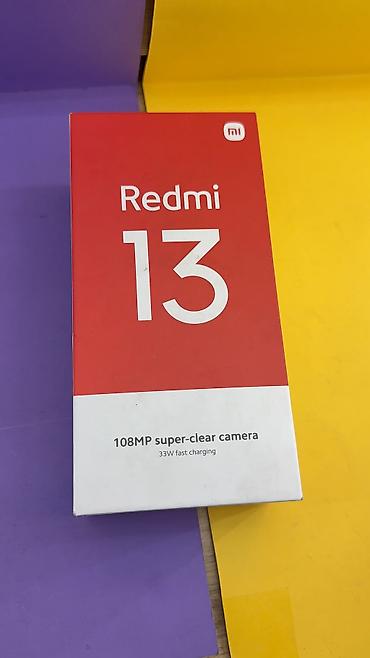 mi
Redmi
13
108MP super-clear camera
33W fast charging